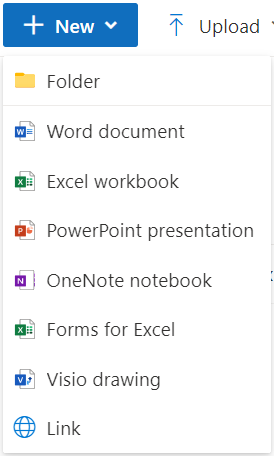 New Upload
Folder
Word document
Excel workbook
PowerPoint presentation
OneNote notebook
Forms for Excel
Visio drawing
Link